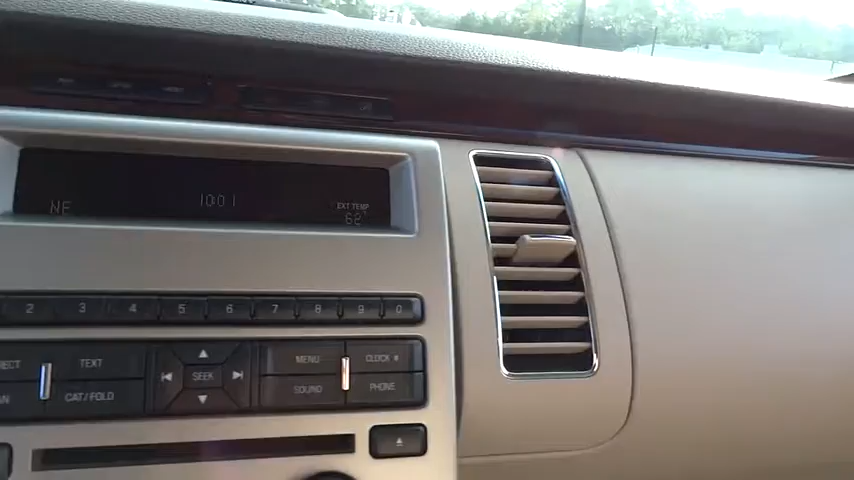 NE 1001 EXT TEMP
62°
2 3 4 5 6 7 8 9 0
TEXT SEEK MENU CLOCK
CAT/FOLD SOUND PHONE